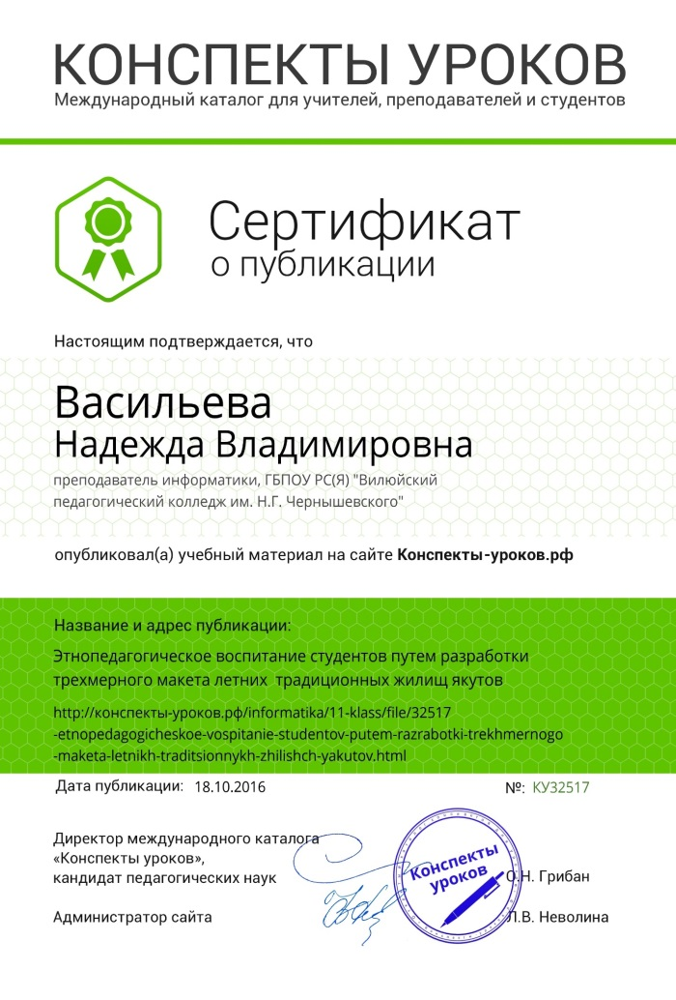 КОНСПЕКТЫ УРОКОВ
Международный каталог для учителей, преподавателей и студентов
Сертификат
о публикации
Настоящим подтверждается, что
Васильева
Надежда Владимировна
преподаватель информатики, ГБПОУ РС(Я) "Вилюйский
педагогический колледж им. Н.Г. Чернышевского"
опубликовал(а) учебный материал на сайте Конспекты-уроков.рф
Название и адрес публикации:
Этнопедагогическое воспитание студентов путем разработки
трехмерного макета летних традиционных жилищ якутов
http://конспекты-уроков.рф/informatika/11-klass/file/32517
-etnopedagogicheskoe-vospitanie-studentov-putem-razrabotki-trekhmernogo
-maketa-letnikh-traditsionnykh-zhilishch-yakutov.html
Дата публикации: 18.10.2016 №: КУ32517
Директор международного каталога
«Конспекты уроков»,
кандидат педагогических наук О.Н. Грибан
Конспекты
уроков
Администратор сайта Л.В. Неволина